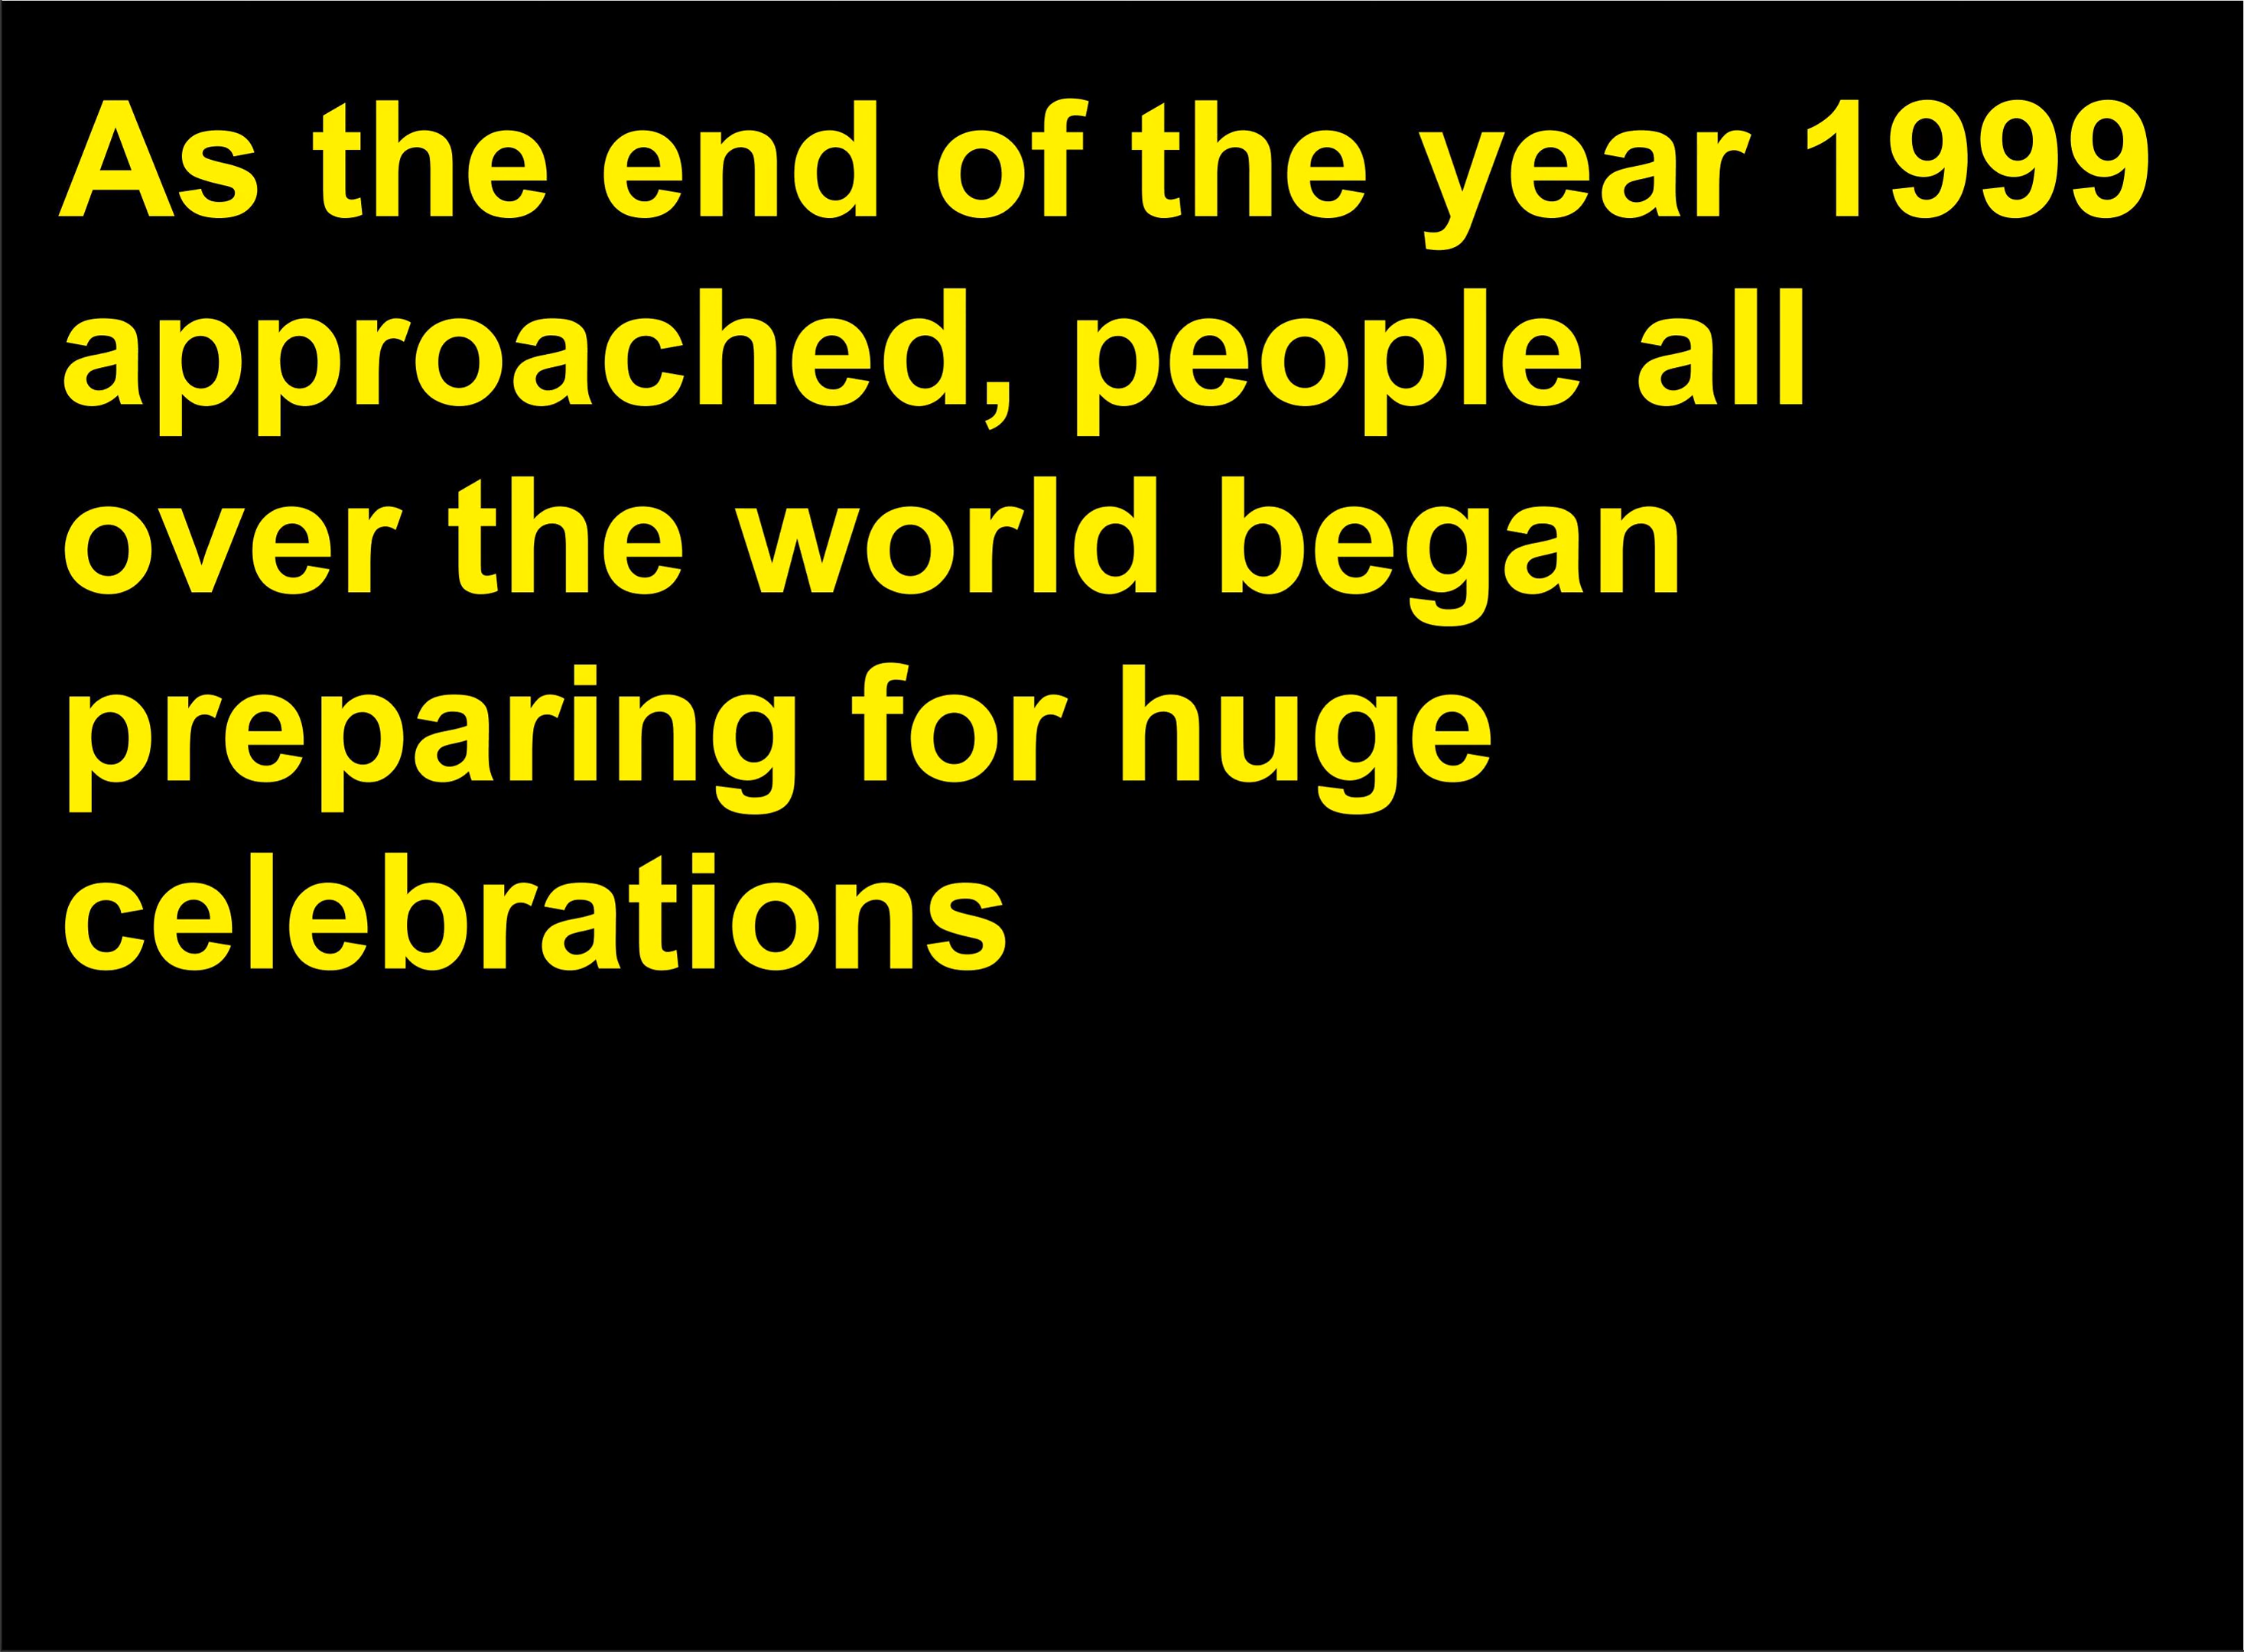 As the end of the year 1999
approached, people all
over the world began
preparing for huge
celebrations